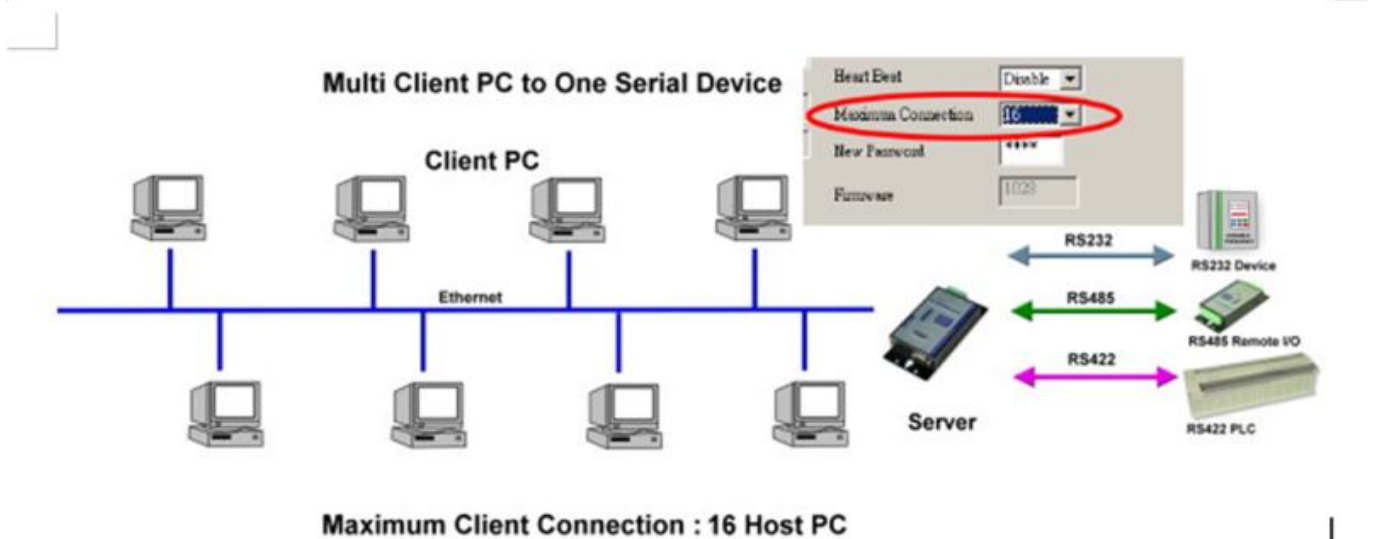 Multi Client PC to One Serial Device
Heart Beat
Disable
Maximum Connection
16
New Password
****
Firmware
1028
Client PC
Ethernet
RS232
RS232 Device
RS485
RS485 Remote I/O
RS422
RS422 PLC
Server
Maximum Client Connection : 16 Host PC